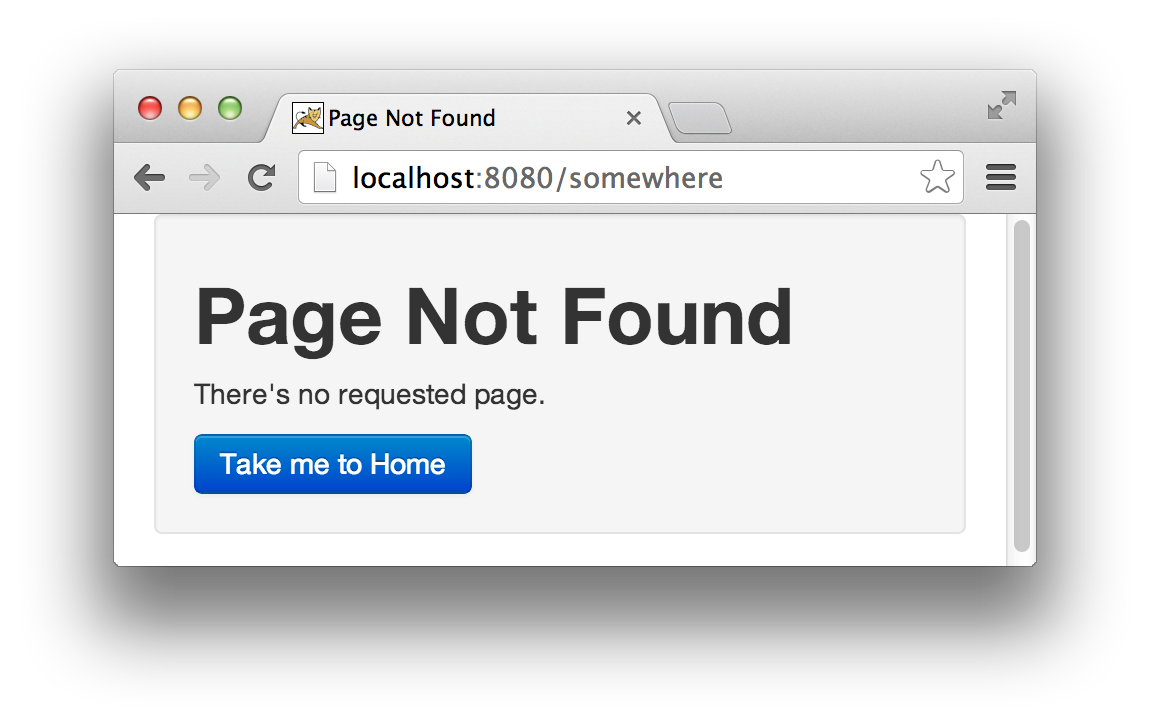 Page Not Found
localhost:8080/somewhere
Page Not Found
There's no requested page.
Take me to Home